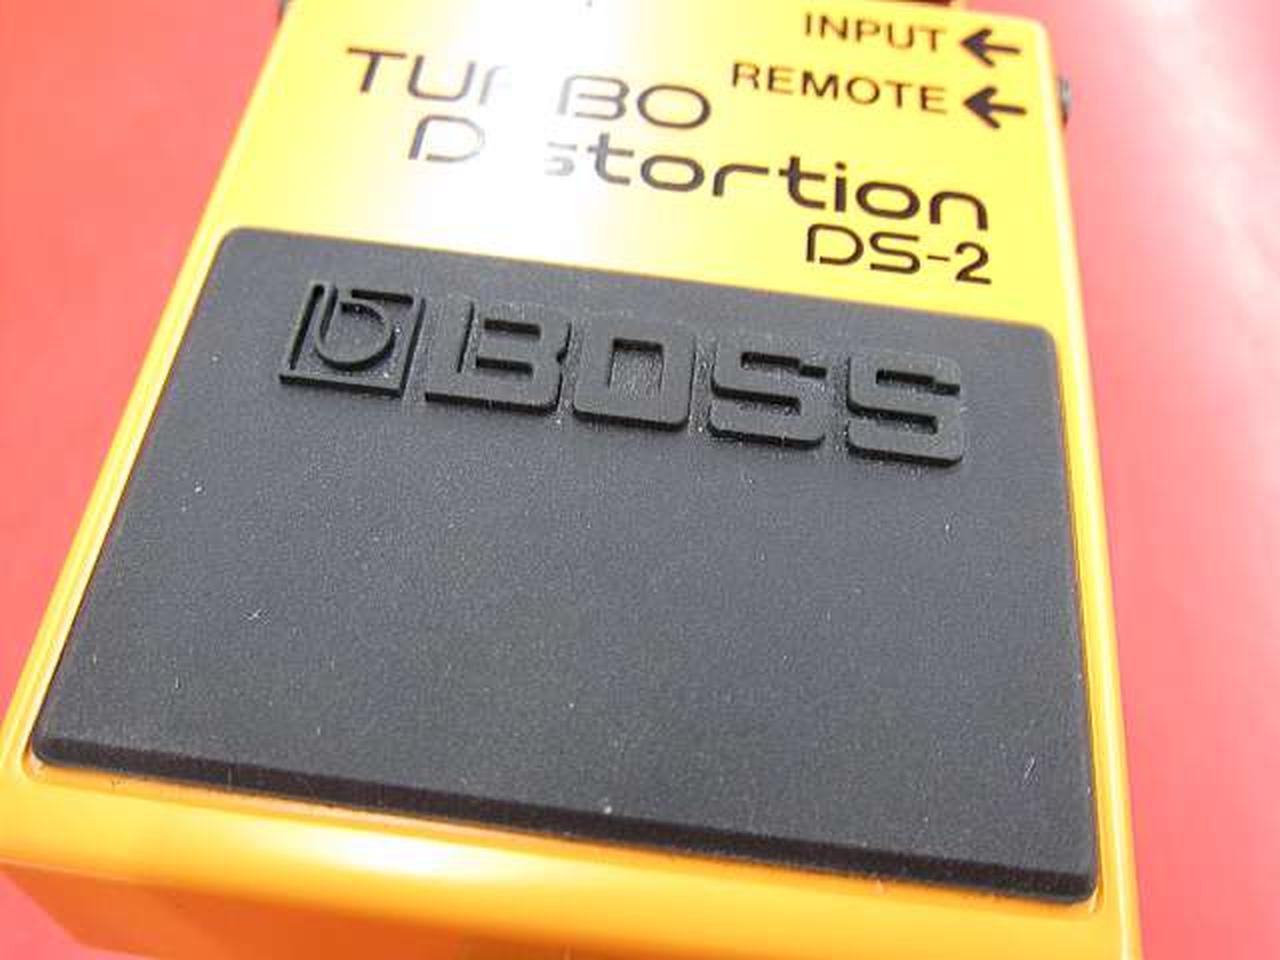 INPUT ←
REMOTE ←
TURBO
Distortion
DS-2
BOSS